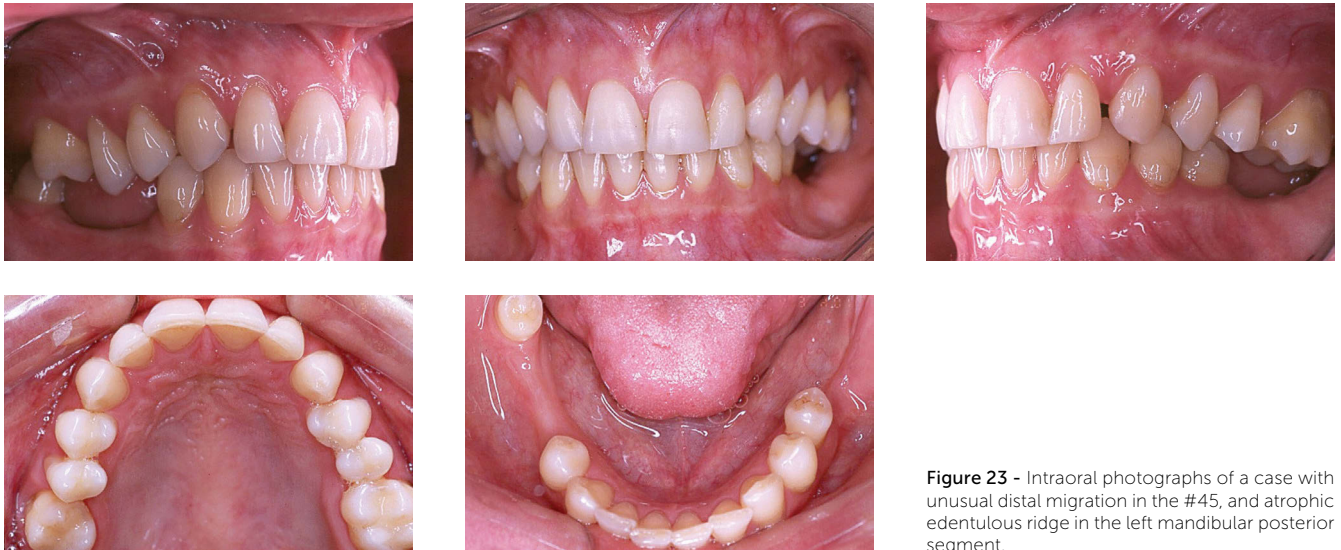 Figure 23 - Intraoral photographs of a case with
unusual distal migration in the #45, and atrophic
edentulous ridge in the left mandibular posterior
segment.